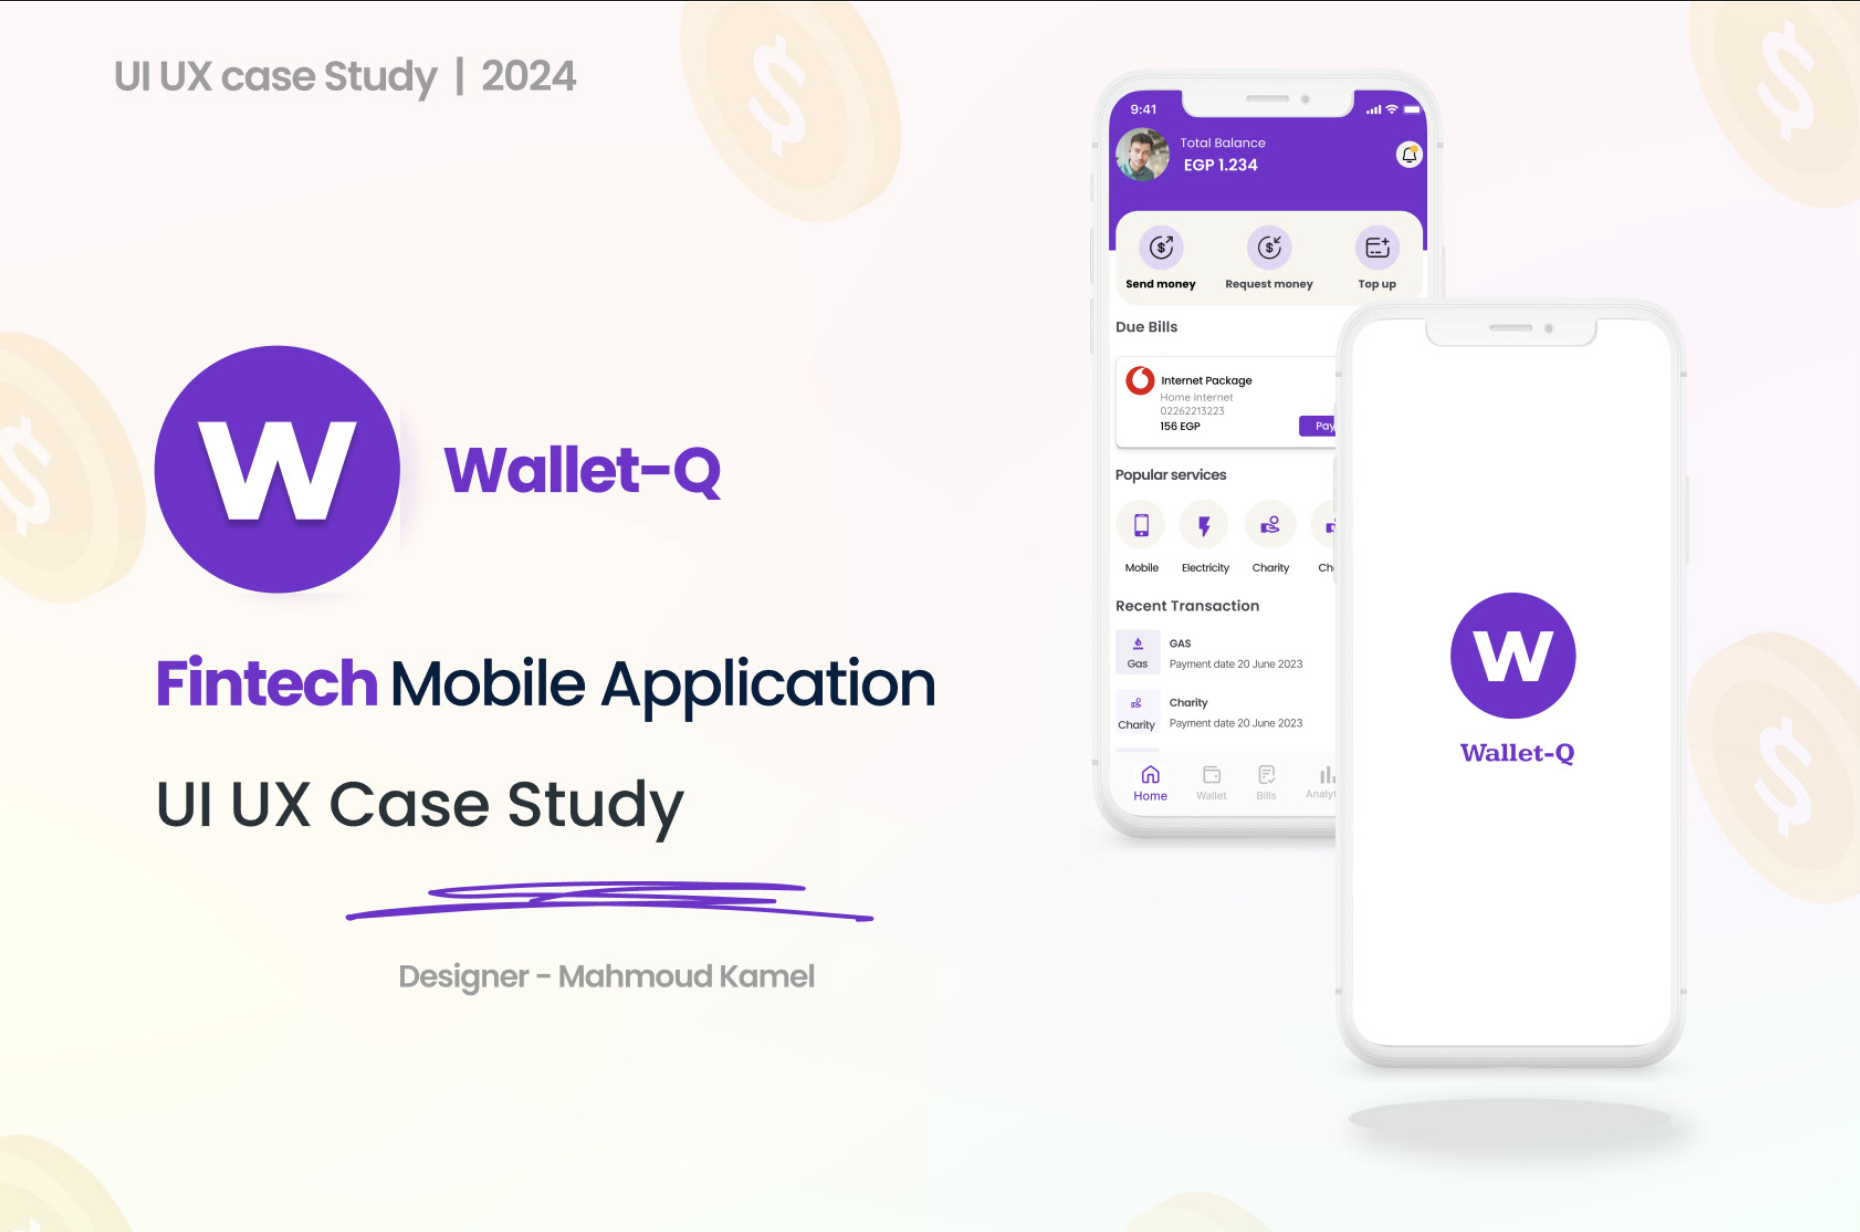 UI UX case Study | 2024
W
Wallet-Q
Fintech Mobile Application
UI UX Case Study
Designer - Mahmoud Kamel
9:41
Total Balance
EGP 1.234
$ $
Send money Request money Top up
Due Bills
Internet Package
Home internet
02262213223
156 EGP
Pay
Popular services
Mobile Electricity Charity Ch
Recent Transaction
GAS
Gas Payment date 20 June 2023
Charity
Charity Payment date 20 June 2023
Home Wallet Bills Analyt
W
Wallet-Q